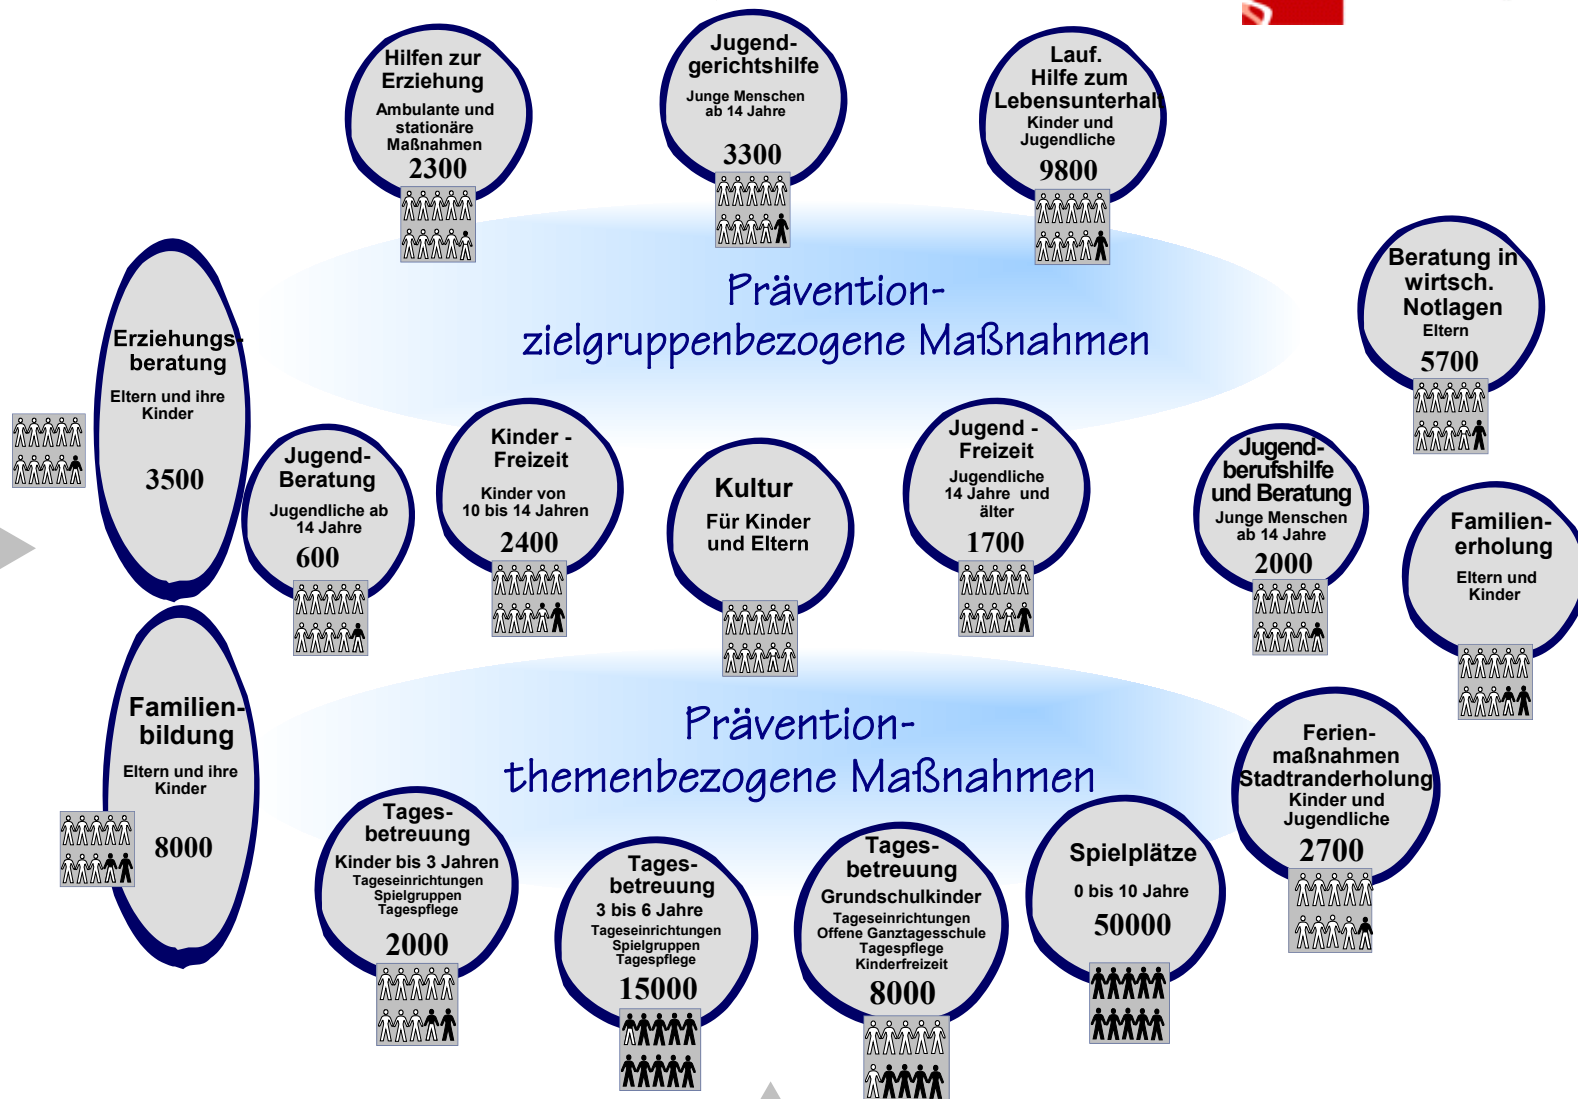 Hilfen zur
Erziehung
Ambulante und
stationäre
Maßnahmen
2300
Jugend-
gerichtshilfe
Junge Menschen
ab 14 Jahre
3300
Lauf.
Hilfe zum
Lebensunterhalt
Kinder und
Jugendliche
9800
Prävention-
zielgruppenbezogene Maßnahmen
Beratung in
wirtsch.
Notlagen
Eltern
5700
Erziehungs-
beratung
Eltern und ihre
Kinder
3500
Jugend-
Beratung
Jugendliche ab
14 Jahre
600
Kinder -
Freizeit
Kinder von
10 bis 14 Jahren
2400
Kultur
Für Kinder
und Eltern
Jugend -
Freizeit
Jugendliche
14 Jahre und
älter
1700
Jugend-
berufshilfe
und Beratung
Junge Menschen
ab 14 Jahre
2000
Familien-
erholung
Eltern und
Kinder
Familien-
bildung
Eltern und ihre
Kinder
8000
Prävention-
themenbezogene Maßnahmen
Ferien-
maßnahmen
Stadtranderholung
Kinder und
Jugendliche
2700
Tages-
betreuung
Kinder bis 3 Jahren
Tageseinrichtungen
Spielgruppen
Tagespflege
2000
Tages-
betreuung
3 bis 6 Jahre
Tageseinrichtungen
Spielgruppen
Tagespflege
15000
Tages-
betreuung
Grundschulkinder
Tageseinrichtungen
Offene Ganztagesschule
Tagespflege
Kinderfreizeit
8000
Spielplätze
0 bis 10 Jahre
50000